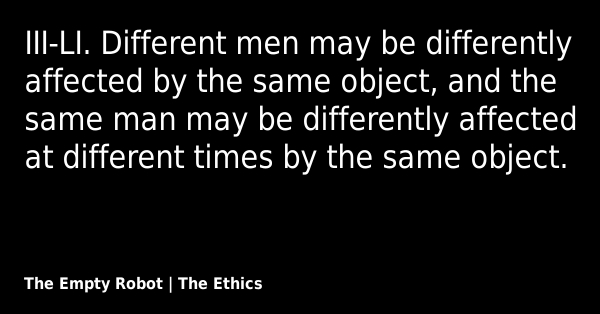 III-LI. Different men may be differently
affected by the same object, and the
same man may be differently affected
at different times by the same object.
The Empty Robot | The Ethics